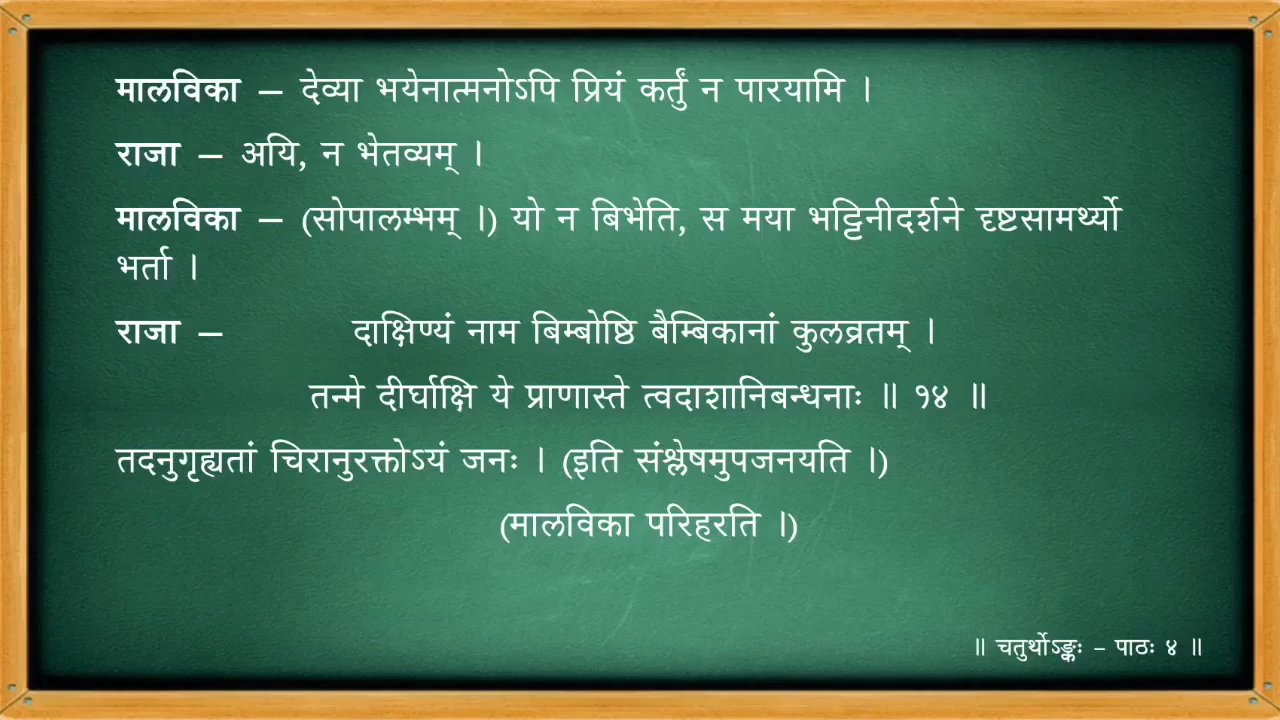 मालविका – देव्या भयेनात्मनोऽपि प्रियं कर्तुं न पारयामि ।
राजा – अयि, न भेतव्यम् ।
मालविका – (सोपालम्भम् ।) यो न बिभेति, स मया भट्टिनीदर्शने दृष्टसामर्थ्यो
भर्ता ।
राजा – दाक्षिण्यं नाम बिम्बोष्ठि बैम्बिकानां कुलव्रतम् ।
तन्मे दीर्घाक्षि ये प्राणास्ते त्वदाशानिबन्धनाः ॥ १४ ॥
तदनुगृह्यतां चिरानुरक्तोऽयं जनः । (इति संश्लेषमुपजनयति ।)
(मालविका परिहरति ।)
॥ चतुर्थोऽङ्कः – पाठः ४ ॥